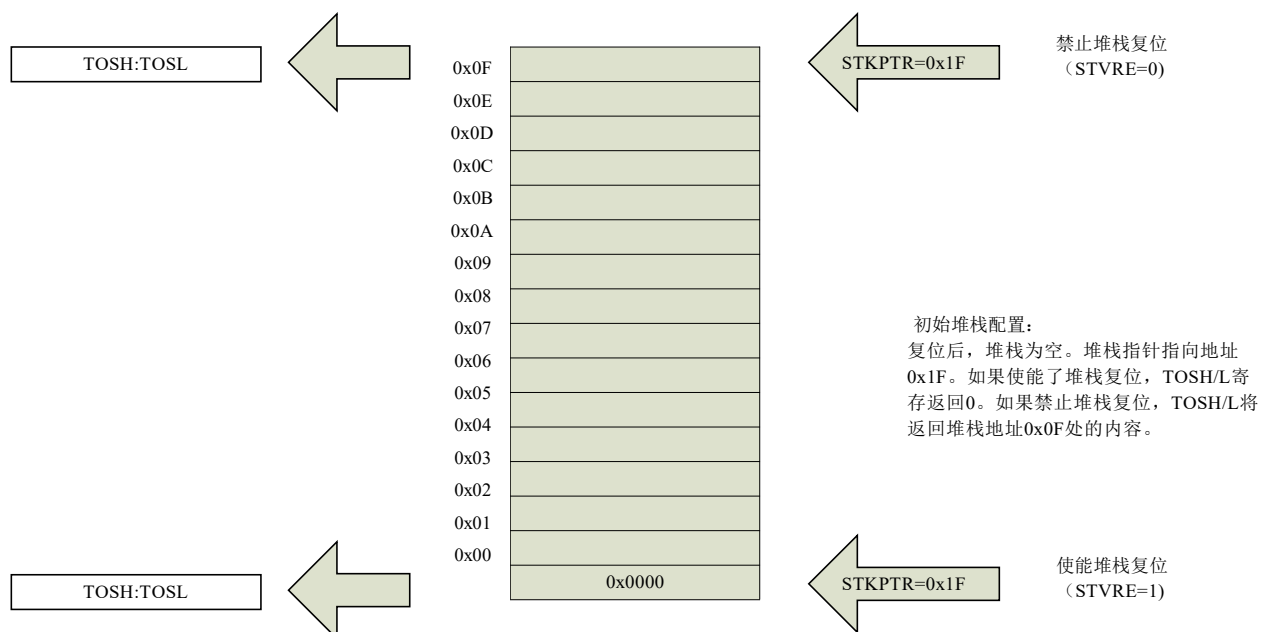 禁止堆栈复位
（STVRE=0)
TOSH:TOSL
STKPTR=0x1F
0x0F
0x0E
0x0D
0x0C
0x0B
0x0A
0x09
0x08
0x07
0x06
0x05
0x04
0x03
0x02
0x01
0x00
初始堆栈配置：
复位后，堆栈为空。堆栈指针指向地址
0x1F。如果使能了堆栈复位，TOSH/L寄
存返回0。如果禁止堆栈复位，TOSH/L将
返回堆栈地址0x0F处的内容。
使能堆栈复位
（STVRE=1)
TOSH:TOSL
0x0000
STKPTR=0x1F